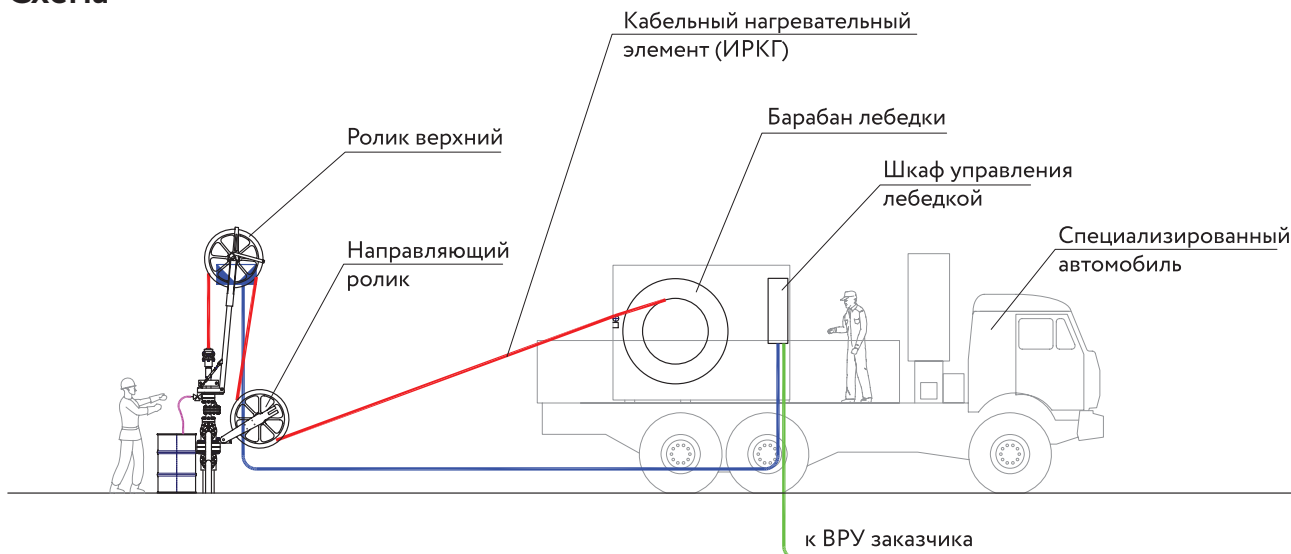 Кабельный нагревательный
элемент (ИРКГ)
Барабан лебедки
Ролик верхний
Шкаф управления
лебедкой
Направляющий
ролик
Специализированный
автомобиль
к ВРУ заказчика